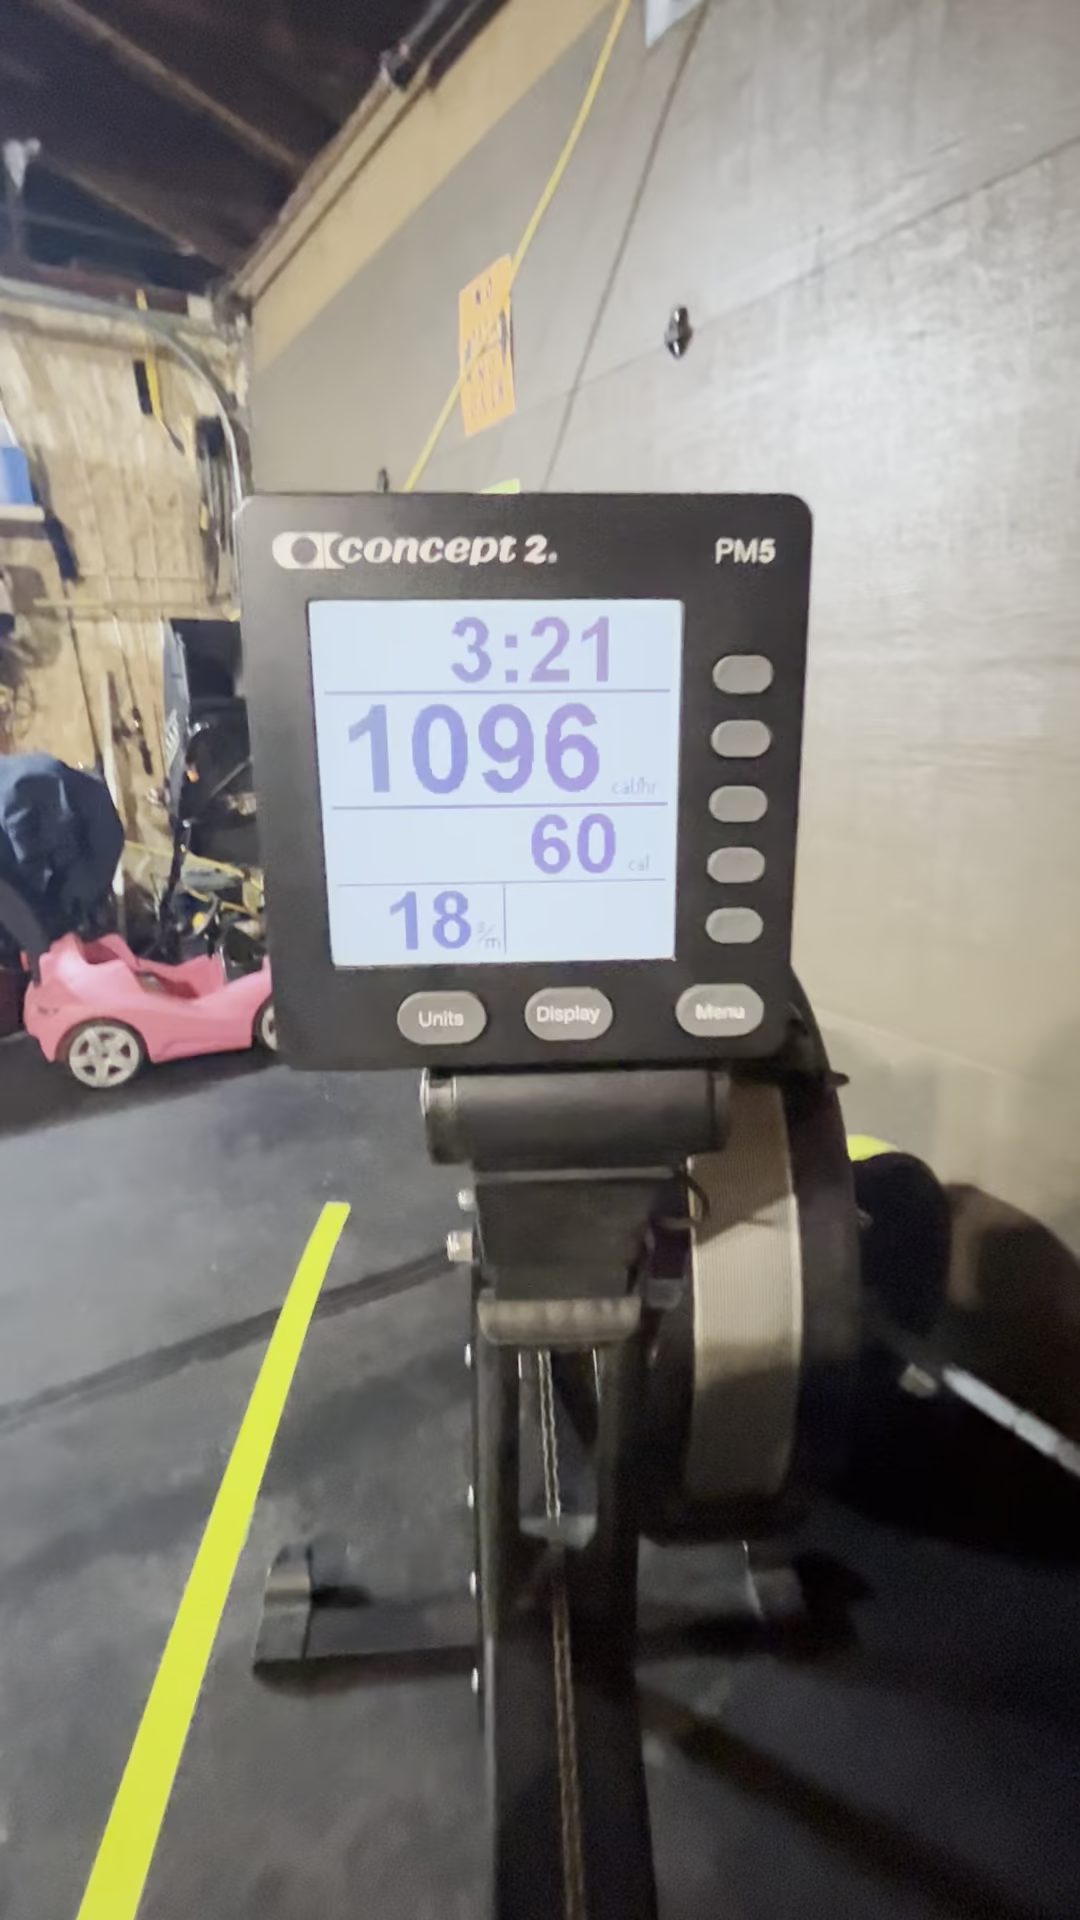 concept 2.
PM5
3:21
1096 cal/hr
60 cal
18 s/m
Units
Display
Menu